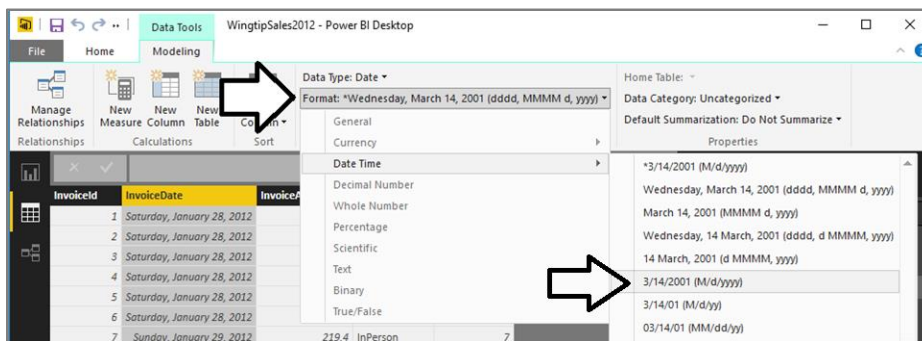 Data Tools WingtipSales2012 - Power BI Desktop
File Home Modeling
Manage Relationships
New Measure
New Column
New Table
Column
Relationships Calculations Sort
Data Type: Date
Format: *Wednesday, March 14, 2001 (dddd, MMMM d, yyyy)
General
Currency
Date Time
Decimal Number
Whole Number
Percentage
Scientific
Text
Binary
True/False
Home Table:
Data Category: Uncategorized
Default Summarization: Do Not Summarize
Properties
*3/14/2001 (M/d/yyyy)
Wednesday, March 14, 2001 (dddd, MMMM d, yyyy)
March 14, 2001 (MMMM d, yyyy)
Wednesday, 14 March, 2001 (dddd, d MMMM, yyyy)
14 March, 2001 (d MMMM, yyyy)
3/14/2001 (M/d/yyyy)
3/14/01 (M/d/yy)
03/14/01 (MM/dd/yy)
InvoiceId InvoiceDate InvoiceA
1 Saturday, January 28, 2012
2 Saturday, January 28, 2012
3 Saturday, January 28, 2012
4 Saturday, January 28, 2012
5 Saturday, January 28, 2012
6 Saturday, January 28, 2012
7 Sunday, January 29, 2012 219.4 InPerson 7